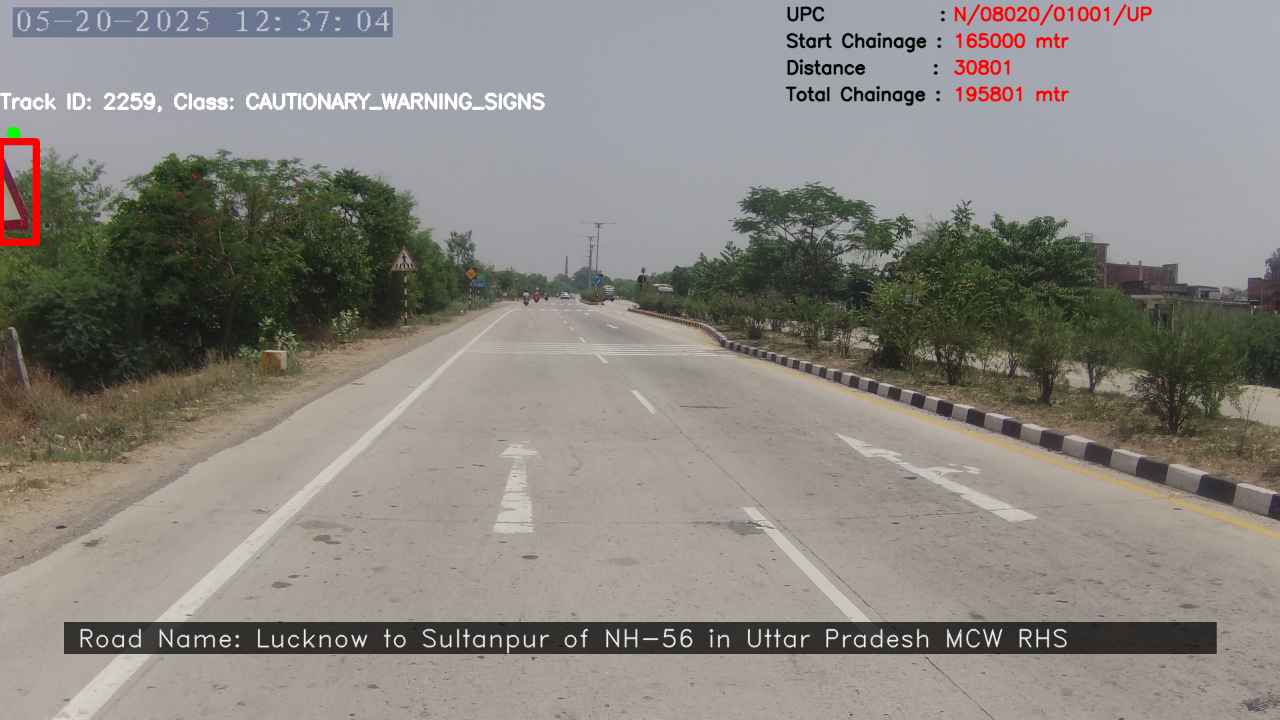 05-20-2025 12:37:04
UPC : N/08020/01001/UP
Start Chainage : 165000 mtr
Distance : 30801
Total Chainage : 195801 mtr
Track ID: 2259, Class: CAUTIONARY_WARNING_SIGNS
Road Name: Lucknow to Sultanpur of NH-56 in Uttar Pradesh MCW RHS